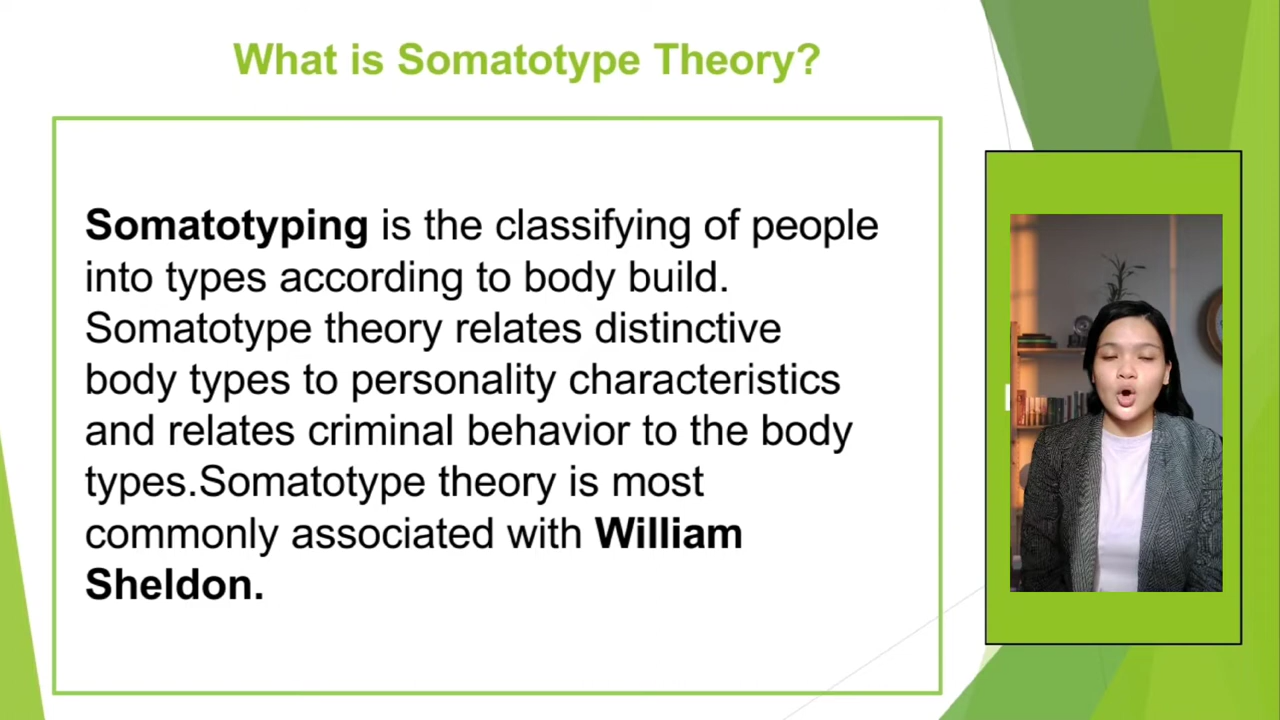 What is Somatotype Theory?
Somatotyping is the classifying of people
into types according to body build.
Somatotype theory relates distinctive
body types to personality characteristics
and relates criminal behavior to the body
types.Somatotype theory is most
commonly associated with William
Sheldon.